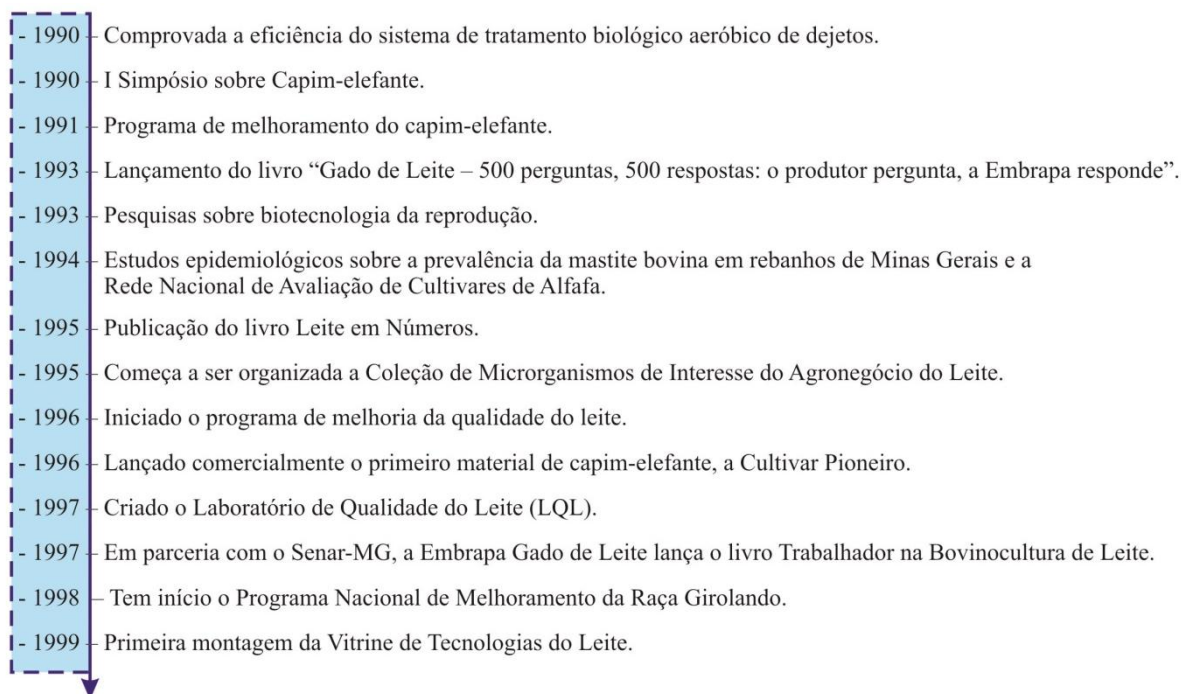 - 1990 – Comprovada a eficiência do sistema de tratamento biológico aeróbico de dejetos.
- 1990 – I Simpósio sobre Capim-elefante.
- 1991 – Programa de melhoramento do capim-elefante.
- 1993 – Lançamento do livro “Gado de Leite – 500 perguntas, 500 respostas: o produtor pergunta, a Embrapa responde”.
- 1993 – Pesquisas sobre biotecnologia da reprodução.
- 1994 – Estudos epidemiológicos sobre a prevalência da mastite bovina em rebanhos de Minas Gerais e a
Rede Nacional de Avaliação de Cultivares de Alfafa.
- 1995 – Publicação do livro Leite em Números.
- 1995 – Começa a ser organizada a Coleção de Microrganismos de Interesse do Agronegócio do Leite.
- 1996 – Iniciado o programa de melhoria da qualidade do leite.
- 1996 – Lançado comercialmente o primeiro material de capim-elefante, a Cultivar Pioneiro.
- 1997 – Criado o Laboratório de Qualidade do Leite (LQL).
- 1997 – Em parceria com o Senar-MG, a Embrapa Gado de Leite lança o livro Trabalhador na Bovinocultura de Leite.
- 1998 – Tem início o Programa Nacional de Melhoramento da Raça Girolando.
- 1999 – Primeira montagem da Vitrine de Tecnologias do Leite.